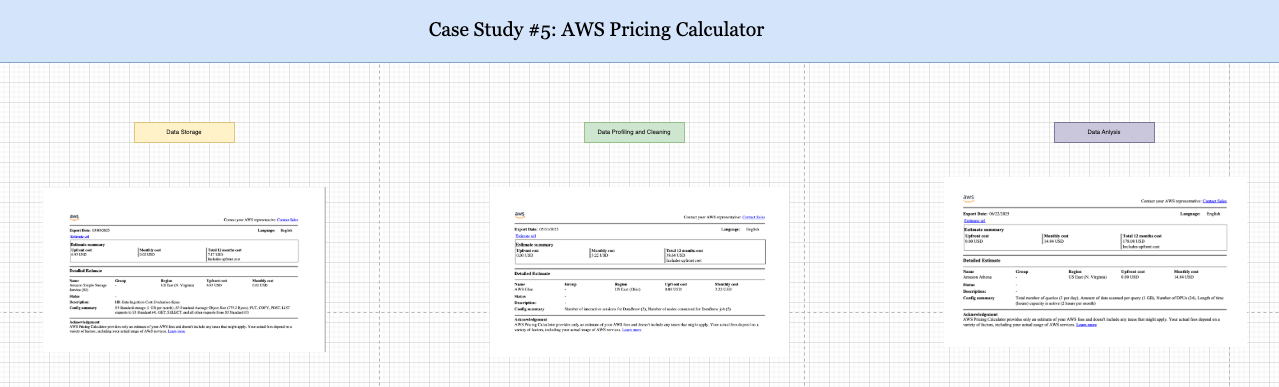 Case Study #5: AWS Pricing Calculator
Data Storage
Data Profiling and Cleaning
Data Anlysis
aws
Contact your AWS representative: Contact Sales
Export Date:
Language: English
Estimate url
Estimate summary
Upfront cost Monthly cost Total 12 months cost
Includes upfront cost
Detailed Estimate
Name Group Region Upfront cost Monthly cost
Amazon Simple Storage - US East (N. Virginia)
Service (S3)
Status: -
Description:
Config summary
Acknowledgement
AWS Pricing Calculator provides only an estimate of your AWS fees and doesn't include any taxes that might apply. Your actual fees depend on a
variety of factors, including your actual usage of AWS services. Learn more
aws
Contact your AWS representative: Contact Sales
Export Date:
Language: English
Estimate url
Estimate summary
Upfront cost Monthly cost Total 12 months cost
0.00 USD USD USD
Includes upfront cost
Detailed Estimate
Name Group Region Upfront cost Monthly cost
US East (Ohio) 0.00 USD USD
Status: -
Description: -
Config summary Number of interactive sessions for DataBrew Number of nodes consumed for DataBrew job
Acknowledgement
AWS Pricing Calculator provides only an estimate of your AWS fees and doesn't include any taxes that might apply. Your actual fees depend on a
variety of factors, including your actual usage of AWS services. Learn more
aws
Contact your AWS representative: Contact Sales
Export Date: 06/22/2025
Language: English
Estimate url
Estimate summary
Upfront cost Monthly cost Total 12 months cost
0.00 USD 14.84 USD 178.08 USD
Includes upfront cost
Detailed Estimate
Name Group Region Upfront cost Monthly cost
Amazon Athena - US East (N. Virginia) 0.00 USD 14.84 USD
Status: -
Description: -
Config summary Total number of queries (1 per day), Amount of data scanned per query (1 GB), Number of DPUs (24), Length of time
(hours) capacity is active (2 hours per month)
Acknowledgement
AWS Pricing Calculator provides only an estimate of your AWS fees and doesn't include any taxes that might apply. Your actual fees depend on a
variety of factors, including your actual usage of AWS services. Learn more